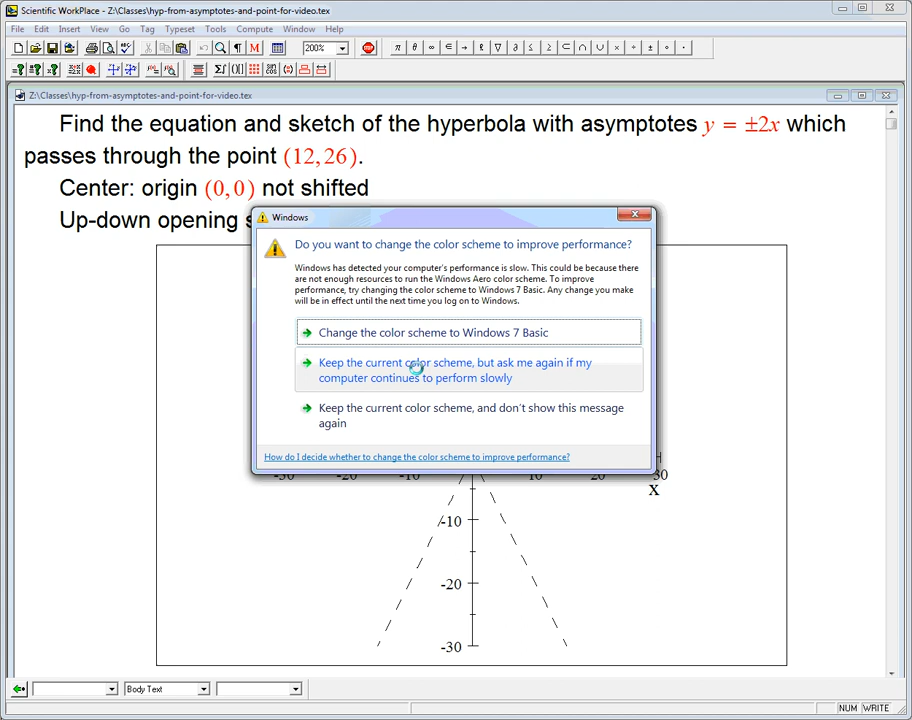 Scientific WorkPlace - Z:\Classes\hyp-from-asymptotes-and-point-for-video.tex
File Edit Insert View Go Tag Typeset Tools Compute Window Help
200%
STOP
Z:\Classes\hyp-from-asymptotes-and-point-for-video.tex
Find the equation and sketch of the hyperbola with asymptotes y = ±2x which
passes through the point (12,26).
Center: origin (0,0) not shifted
Up-down opening s
Windows
Do you want to change the color scheme to improve performance?
Windows has detected your computer's performance is slow. This could be because there
are not enough resources to run the Windows Aero color scheme. To improve
performance, try changing the color scheme to Windows 7 Basic. Any change you make
will be in effect until the next time you log on to Windows.
Change the color scheme to Windows 7 Basic
Keep the current color scheme, but ask me again if my
computer continues to perform slowly
Keep the current color scheme, and don't show this message
again
How do I decide whether to change the color scheme to improve performance?
-30 -20 -10 10 20 30
x
-10
-20
-30
Body Text
NUM WRITE